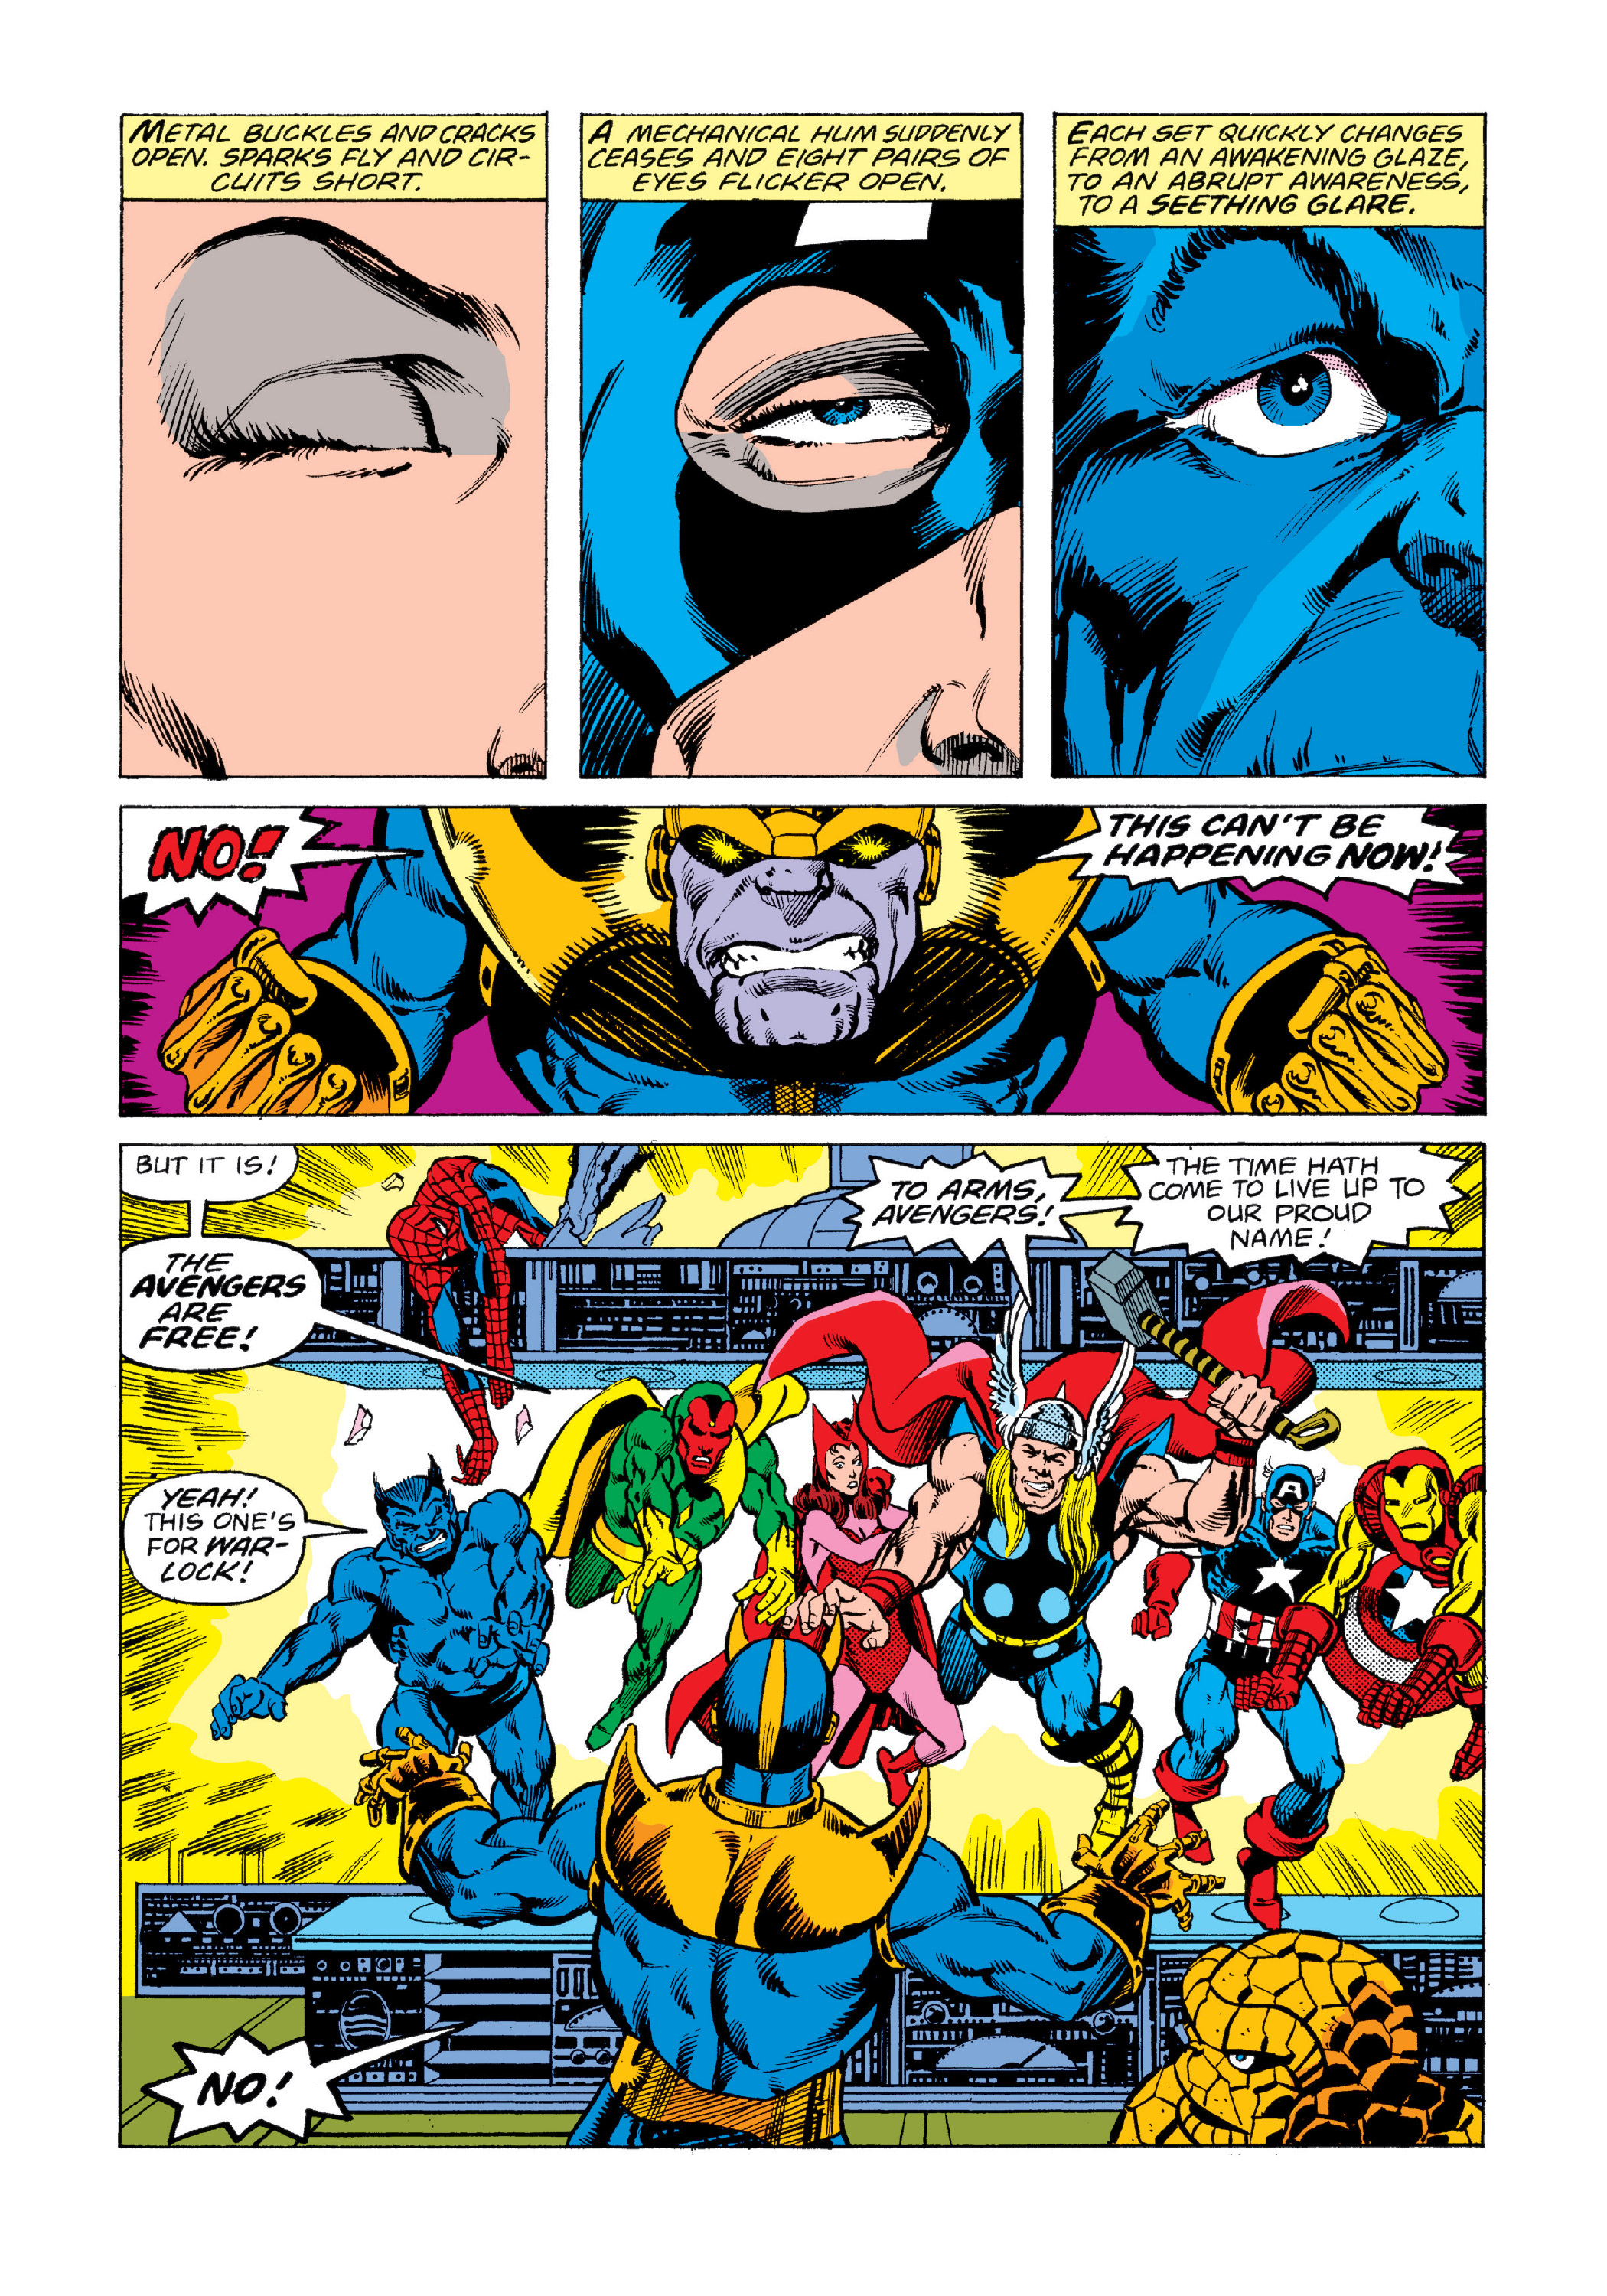 METAL BUCKLES AND CRACKS
OPEN. SPARKS FLY AND CIR-
CUITS SHORT.
A MECHANICAL HUM SUDDENLY
CEASES AND EIGHT PAIRS OF
EYES FLICKER OPEN.
EACH SET QUICKLY CHANGES
FROM AN AWAKENING GLAZE,
TO AN ABRUPT AWARENESS,
TO A SEETHING GLARE.
NO!
THIS CAN'T BE
HAPPENING NOW!
BUT IT IS!
THE
AVENGERS
ARE
FREE!
TO ARMS,
AVENGERS!
THE TIME HATH
COME TO LIVE UP TO
OUR PROUD
NAME!
YEAH!
THIS ONE'S
FOR WAR-
LOCK!
A
NO!